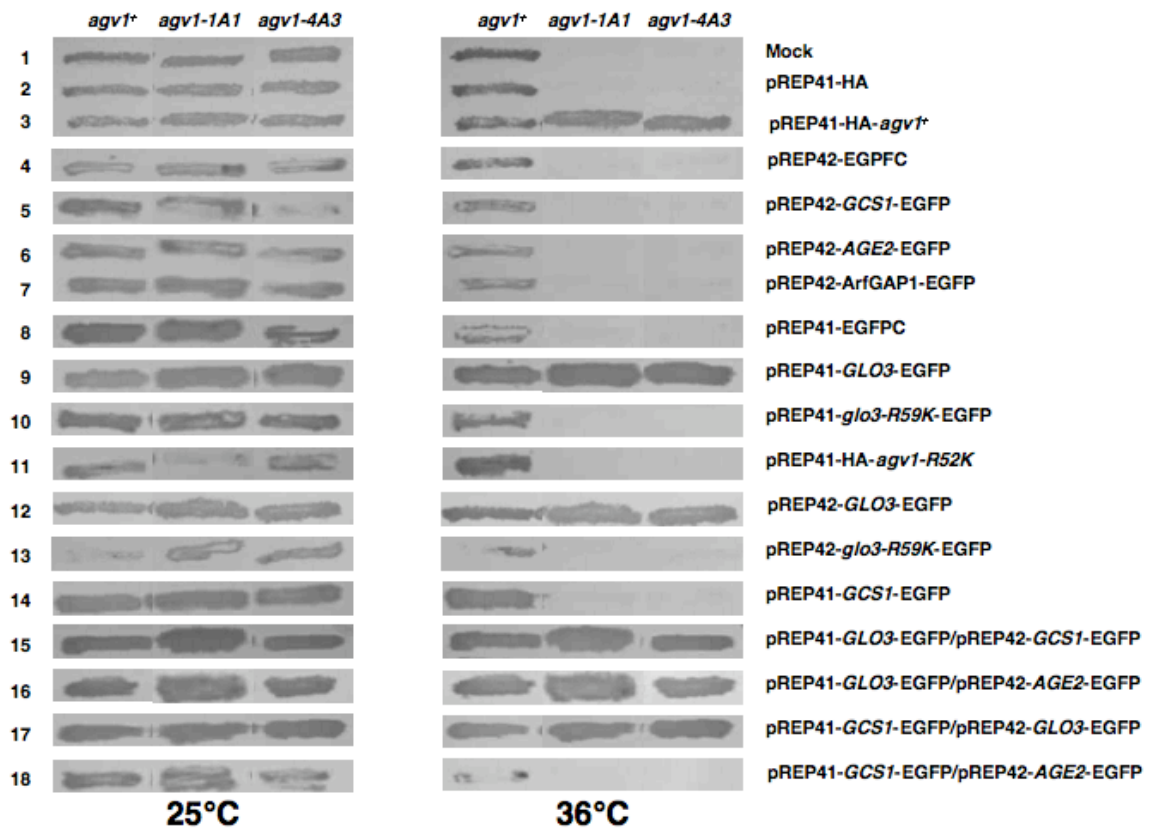 agv1+ agv1-1A1 agv1-4A3 agv1+ agv1-1A1 agv1-4A3
1 Mock
2 pREP41-HA
3 pREP41-HA-agv1+
4 pREP42-EGPFC
5 pREP42-GCS1-EGFP
6 pREP42-AGE2-EGFP
7 pREP42-ArfGAP1-EGFP
8 pREP41-EGFPC
9 pREP41-GLO3-EGFP
10 pREP41-glo3-R59K-EGFP
11 pREP41-HA-agv1-R52K
12 pREP42-GLO3-EGFP
13 pREP42-glo3-R59K-EGFP
14 pREP41-GCS1-EGFP
15 pREP41-GLO3-EGFP/pREP42-GCS1-EGFP
16 pREP41-GLO3-EGFP/pREP42-AGE2-EGFP
17 pREP41-GCS1-EGFP/pREP42-GLO3-EGFP
18 pREP41-GCS1-EGFP/pREP42-AGE2-EGFP
25°C 36°C